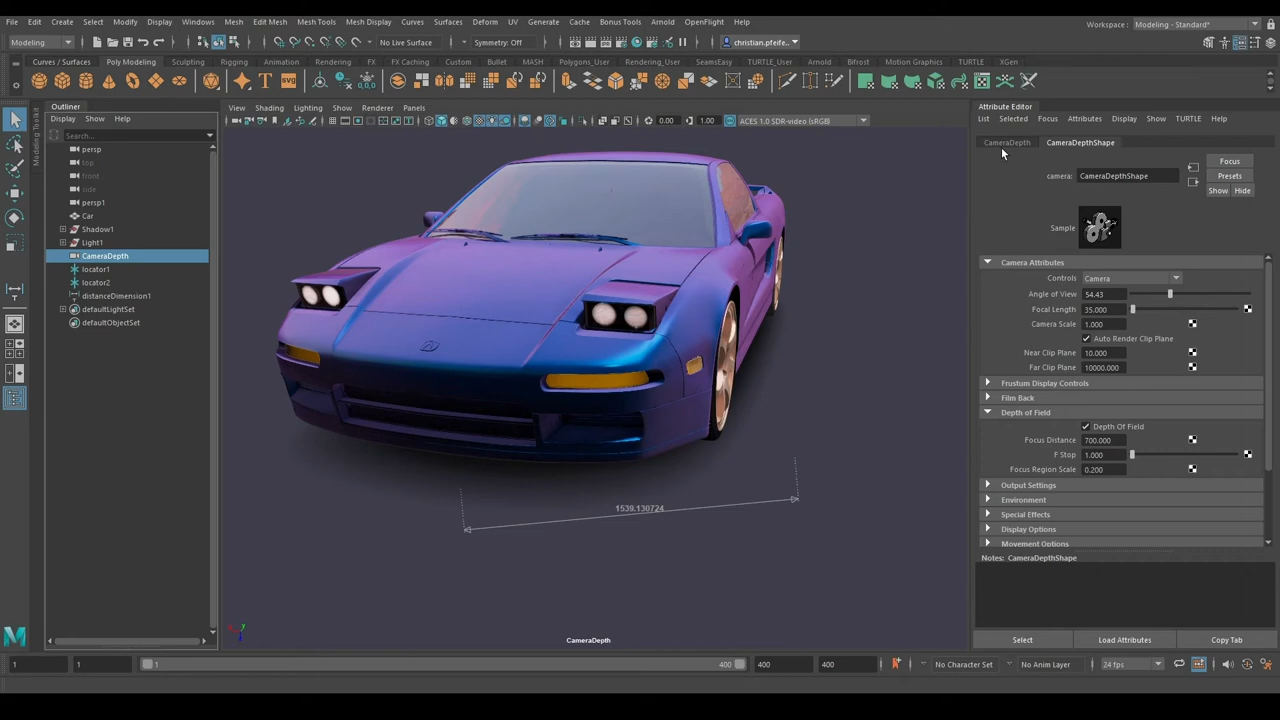 File Edit Create Select Modify Display Windows Mesh Edit Mesh Mesh Tools Mesh Display Curves Surfaces Deform UV Generate Cache Bonus Tools Arnold OpenFlight Help
Workspace : Modeling - Standard*
Modeling No Live Surface Symmetry: Off christian.pfeife...
Curves / Surfaces Poly Modeling Sculpting Rigging Animation Rendering FX FX Caching Custom Bullet MASH Polygons_User Rendering_User SeamsEasy TURTLE_User Arnold Bifrost Motion Graphics TURTLE XGen
SVG
Modeling Toolkit
Outliner
Display Show Help
Search...
persp
top
front
side
persp1
Car
Shadow1
Light1
CameraDepth
locator1
locator2
distanceDimension1
defaultLightSet
defaultObjectSet
View Shading Lighting Show Renderer Panels
0.00 1.00 ACES 1.0 SDR-video (sRGB)
1539.130724
CameraDepth
Attribute Editor
List Selected Focus Attributes Display Show TURTLE Help
CameraDepth CameraDepthShape
Focus
camera: CameraDepthShape Presets
Show Hide
Sample
Camera Attributes
Controls Camera
Angle of View 54.43
Focal Length 35.000
Camera Scale 1.000
Auto Render Clip Plane
Near Clip Plane 10.000
Far Clip Plane 10000.000
Frustum Display Controls
Film Back
Depth of Field
Depth Of Field
Focus Distance 700.000
F Stop 1.000
Focus Region Scale 0.200
Output Settings
Environment
Special Effects
Display Options
Movement Options
Notes: CameraDepthShape
Select Load Attributes Copy Tab
1 1 1 400 400 400 No Character Set No Anim Layer 24 fps